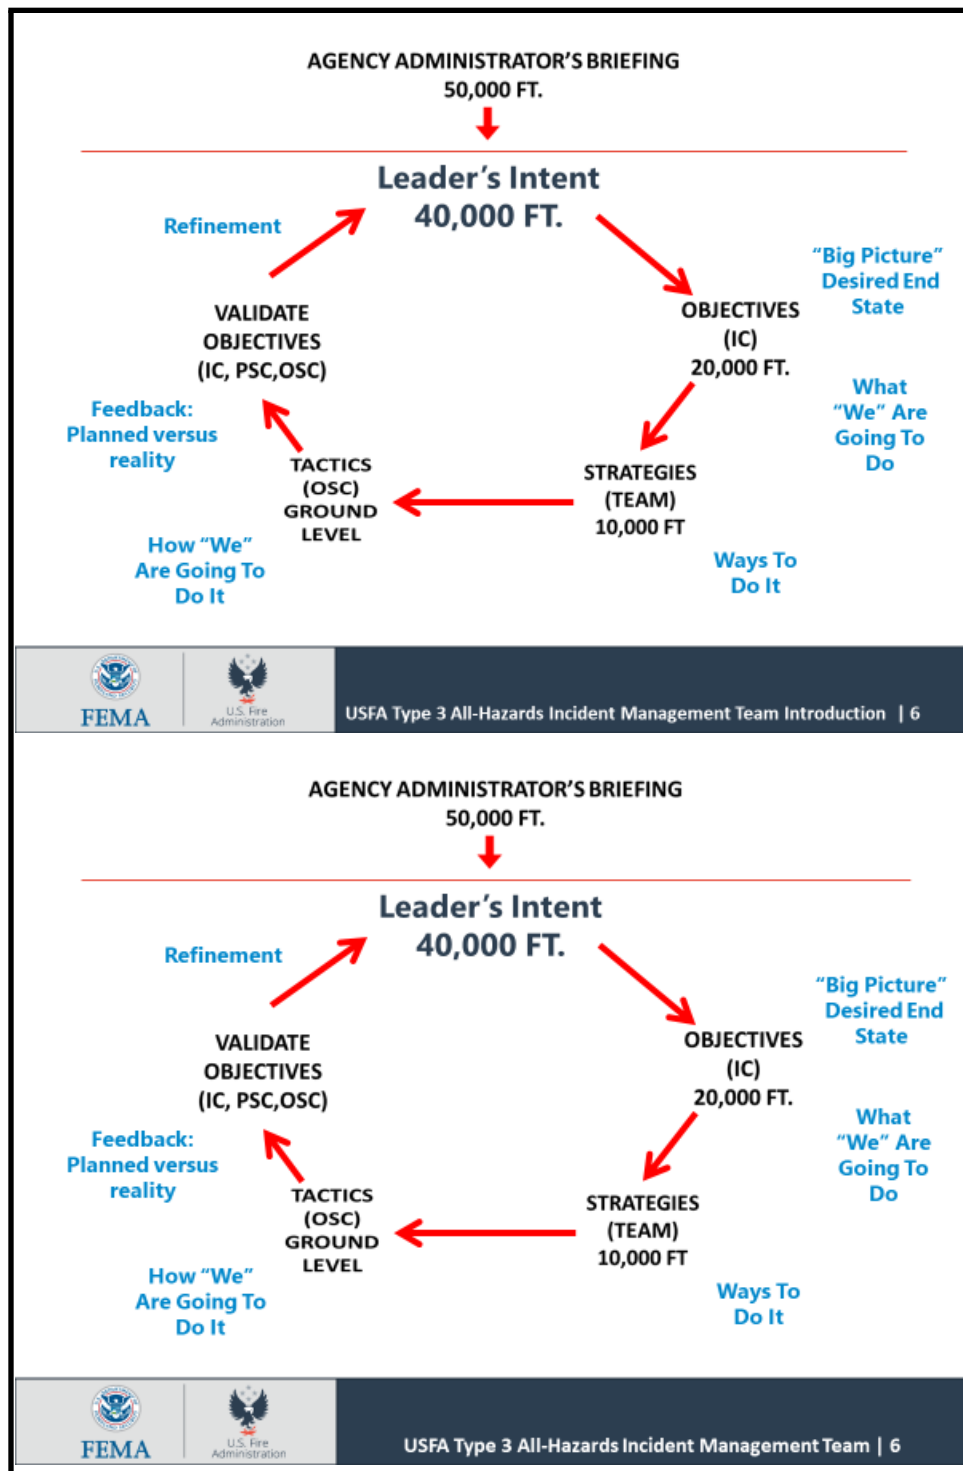 AGENCY ADMINISTRATOR'S BRIEFING
50,000 FT.
Leader's Intent
40,000 FT.
Refinement
"Big Picture"
Desired End
State
OBJECTIVES
(IC)
20,000 FT.
VALIDATE
OBJECTIVES
(IC, PSC,OSC)
What
"We" Are
Going To
Do
Feedback:
Planned versus
reality
TACTICS
(OSC)
GROUND
LEVEL
STRATEGIES
(TEAM)
10,000 FT
How "We"
Are Going To
Do It
Ways To
Do It
FEMA
U.S. Fire
Administration
USFA Type 3 All-Hazards Incident Management Team Introduction | 6
AGENCY ADMINISTRATOR'S BRIEFING
50,000 FT.
Leader's Intent
40,000 FT.
Refinement
"Big Picture"
Desired End
State
OBJECTIVES
(IC)
20,000 FT.
VALIDATE
OBJECTIVES
(IC, PSC,OSC)
What
"We" Are
Going To
Do
Feedback:
Planned versus
reality
TACTICS
(OSC)
GROUND
LEVEL
STRATEGIES
(TEAM)
10,000 FT
How "We"
Are Going To
Do It
Ways To
Do It
FEMA
U.S. Fire
Administration
USFA Type 3 All-Hazards Incident Management Team | 6